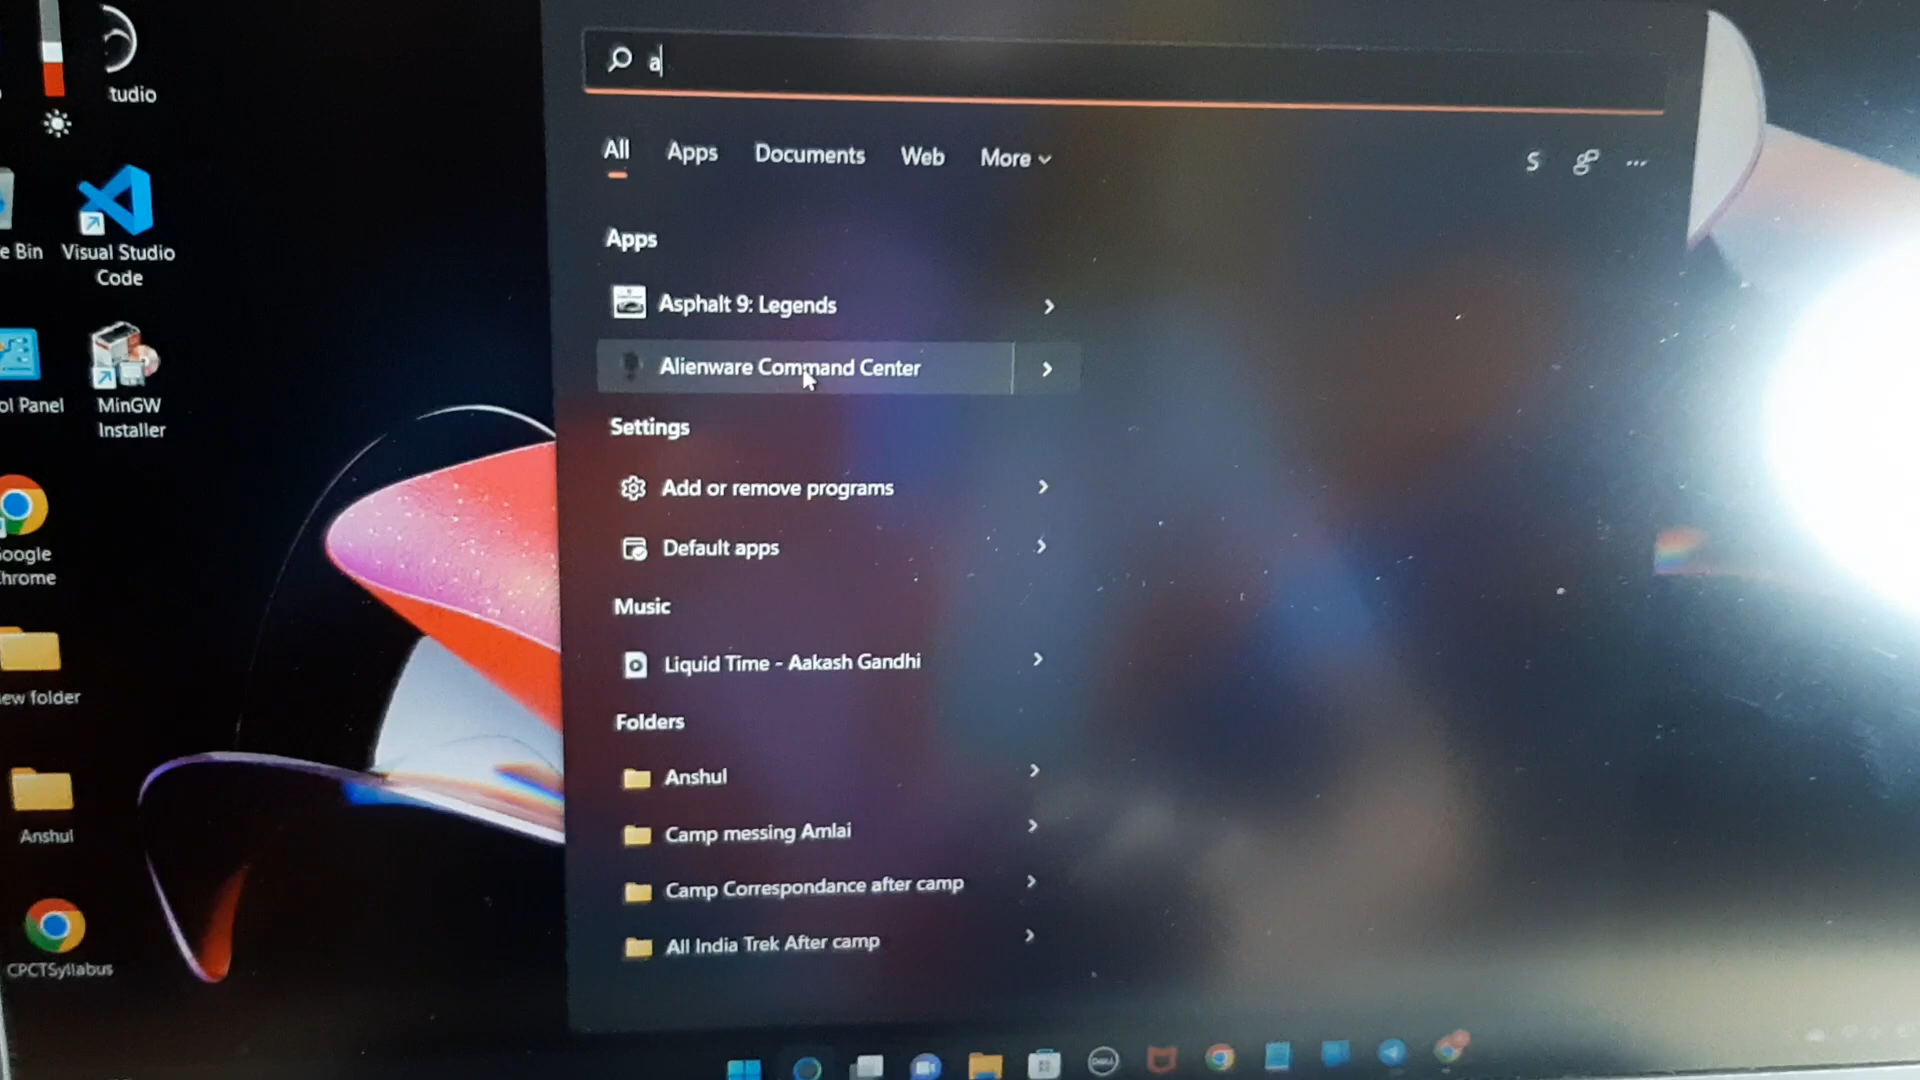 a
All Apps Documents Web More
S
Apps
Asphalt 9: Legends
Alienware Command Center
Settings
Add or remove programs
Default apps
Music
Liquid Time - Aakash Gandhi
Folders
Anshul
Camp messing Amlai
Camp Correspondance after camp
All India Trek After camp
tudio
e Bin
Visual Studio
Code
ol Panel
MinGW
Installer
Google
hrome
ew folder
Anshul
CPCTSyllabus
DELL